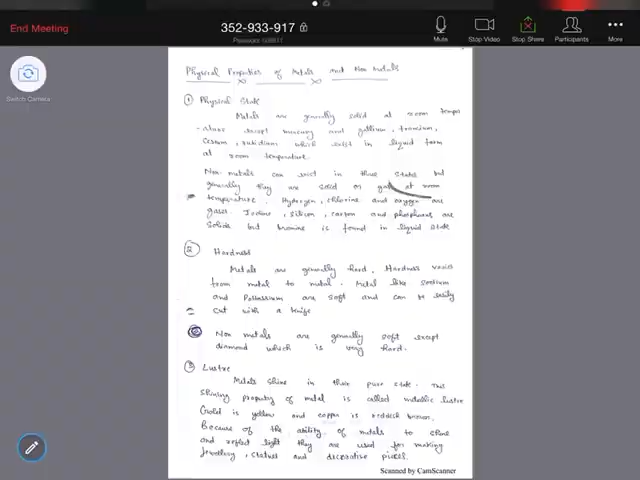 End Meeting
352-933-917
Mute
Stop Video
Stop Share
Participants
More
Switch Camera
Physical Properties of Metals and Non Metals
① Physical State
Metals are generally solid at room temper
-ature except mercury and gallium, francium,
Cesium, rubidium which exist in liquid form
at room temperature.
Non metals can exist in three states but
generally they are solid or gas at room
temperature. Hydrogen, chlorine and oxygen are
gases. Iodine, silicon, carbon and phosphorus are
Solids but bromine is found in liquid state
② Hardness
Metals are generally hard. Hardness varies
from metal to metal. Metal like sodium
and Potassium are soft and can be easily
cut with a knife
Non metals are generally soft except
diamond which is very hard.
③ Lustre
Metals shine in their pure state. This
shining property of metal is called metallic lustre
Gold is yellow and copper is reddish brown.
Because of the ability of metals to shine
and reflect light they are used for making
jewellery, statues and decorative pieces.
Scanned by CamScanner